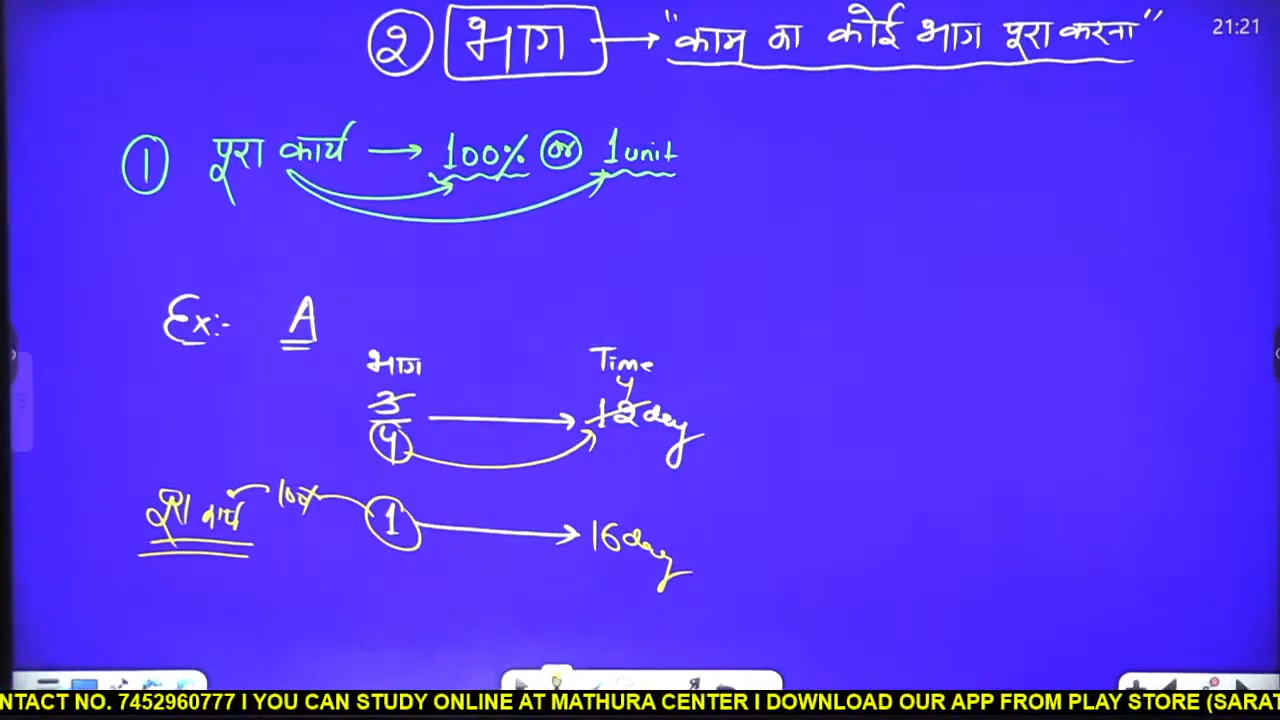 ② भाग → "काम का कोई भाग पूरा करना" 21:21
① पूरा कार्य → 100% or 1 unit
Ex:- A
भाग Time
4
3/4 → 12 day
पूरा कार्य 100% 1 → 16 day
NTACT NO. 7452960777 I YOU CAN STUDY ONLINE AT MATHURA CENTER I DOWNLOAD OUR APP FROM PLAY STORE (SARAT